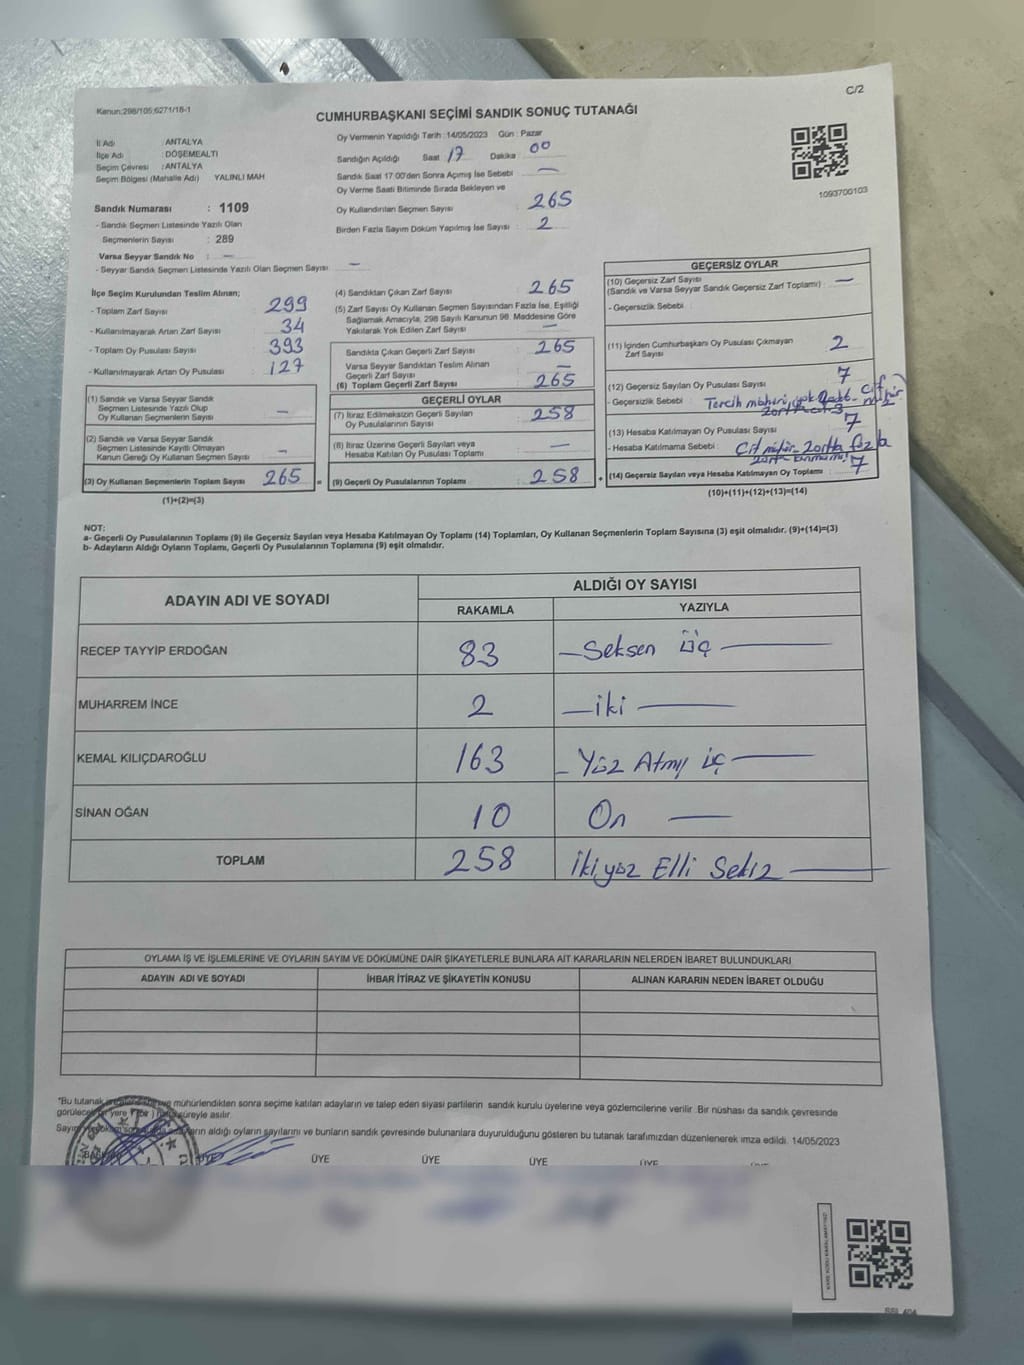 C/2
Kanun:298/105;6271/18-1
CUMHURBAŞKANI SEÇİMİ SANDIK SONUÇ TUTANAĞI
İl Adı : ANTALYA
İlçe Adı : DÖŞEMEALTI
Seçim Çevresi : ANTALYA
Seçim Bölgesi (Mahalle Adı) YALINLI MAH
Sandık Numarası : 1109
- Sandık Seçmen Listesinde Yazılı Olan
Seçmenlerin Sayısı : 289
Varsa Seyyar Sandık No : —
- Seyyar Sandık Seçmen Listesinde Yazılı Olan Seçmen Sayısı —
Oy Vermenin Yapıldığı Tarih : 14/05/2023 Gün : Pazar
Sandığın Açıldığı Saat 17 Dakika 00
Sandık Saat 17:00'den Sonra Açımış İse Sebebi —
Oy Verme Saati Bitiminde Sırada Bekleyen ve
Oy Kullandırılan Seçmen Sayısı 265
Birden Fazla Sayım Döküm Yapılmış İse Sayısı : 2
1093700103
İlçe Seçim Kurulundan Teslim Alınan;
- Toplam Zarf Sayısı : 299
- Kullanılmayarak Artan Zarf Sayısı : 34
- Toplam Oy Pusulası Sayısı : 393
- Kullanılmayarak Artan Oy Pusulası : 127
(1) Sandık ve Varsa Seyyar Sandık
Seçmen Listesinde Yazılı Olup
Oy Kullanan Seçmenlerin Sayısı : —
(2) Sandık ve Varsa Seyyar Sandık
Seçmen Listesinde Kayıtlı Olmayan
Kanun Gereği Oy Kullanan Seçmen Sayısı : -
(3) Oy Kullanan Seçmenlerin Toplam Sayısı 265 =
(1)+(2)=(3)
(4) Sandıktan Çıkan Zarf Sayısı : 265
(5) Zarf Sayısı Oy Kullanan Seçmen Sayısından Fazla İse, Eşitliği
Sağlamak Amacıyla, 298 Sayılı Kanunun 98. Maddesine Göre
Yakılarak Yok Edilen Zarf Sayısı : —
Sandıkta Çıkan Geçerli Zarf Sayısı : 265
Varsa Seyyar Sandıktan Teslim Alınan
Geçerli Zarf Sayısı : —
(6) Toplam Geçerli Zarf Sayısı : 265
GEÇERLİ OYLAR
(7) İtiraz Edilmeksizin Geçerli Sayılan
Oy Pusulalarının Sayısı : 258
(8) İtiraz Üzerine Geçerli Sayılan veya
Hesaba Katılan Oy Pusulası Toplamı : —
(9) Geçerli Oy Pusulalarının Toplamı : 258 +
GEÇERSİZ OYLAR
(10) Geçersiz Zarf Sayısı
(Sandık ve Varsa Seyyar Sandık Geçersiz Zarf Toplamı) : —
- Geçersizlik Sebebi :
(11) İçinden Cumhurbaşkanı Oy Pusulası Çıkmayan
Zarf Sayısı : 2
(12) Geçersiz Sayılan Oy Pusulası Sayısı : 7
- Geçersizlik Sebebi : Tercih mühürü yok
(13) Hesaba Katılmayan Oy Pusulası Sayısı : 7
- Hesaba Katılmama Sebebi : Çift mühür - 2 fazla
(14) Geçersiz Sayılan veya Hesaba Katılmayan Oy Toplamı : 7
(10)+(11)+(12)+(13)=(14)
NOT:
a- Geçerli Oy Pusulalarının Toplamı (9) ile Geçersiz Sayılan veya Hesaba Katılmayan Oy Toplamı (14) Toplamları, Oy Kullanan Seçmenlerin Toplam Sayısına (3) eşit olmalıdır. (9)+(14)=(3)
b- Adayların Aldığı Oyların Toplamı, Geçerli Oy Pusulalarının Toplamına (9) eşit olmalıdır.
ADAYIN ADI VE SOYADI
ALDIĞI OY SAYISI
RAKAMLA YAZIYLA
RECEP TAYYİP ERDOĞAN 83 — Seksen üç —
MUHARREM İNCE 2 — iki —
KEMAL KILIÇDAROĞLU 163 - Yüz Atmış üç —
SİNAN OĞAN 10 On —
TOPLAM 258 İkiyüz Elli Sekiz —
OYLAMA İŞ VE İŞLEMLERİNE VE OYLARIN SAYIM VE DÖKÜMÜNE DAİR ŞİKAYETLERLE BUNLARA AİT KARARLARIN NELERDEN İBARET BULUNDUKLARI
ADAYIN ADI VE SOYADI İHBAR İTİRAZ VE ŞİKAYETİN KONUSU ALINAN KARARIN NEDEN İBARET OLDUĞU
"Bu tutanak mühürlendikten sonra seçime katılan adayların ve talep eden siyasi partilerin sandık kurulu üyelerine veya gözlemcilerine verilir. Bir nüshası da sandık çevresinde
görülecek bir yere süreyle asılır.
aldığı oyların sayılarını ve bunların sandık çevresinde bulunanlara duyurulduğunu gösteren bu tutanak tarafımızdan düzenlenerek imza edildi. 14/05/2023
ÜYE ÜYE ÜYE ÜYE ÜYE